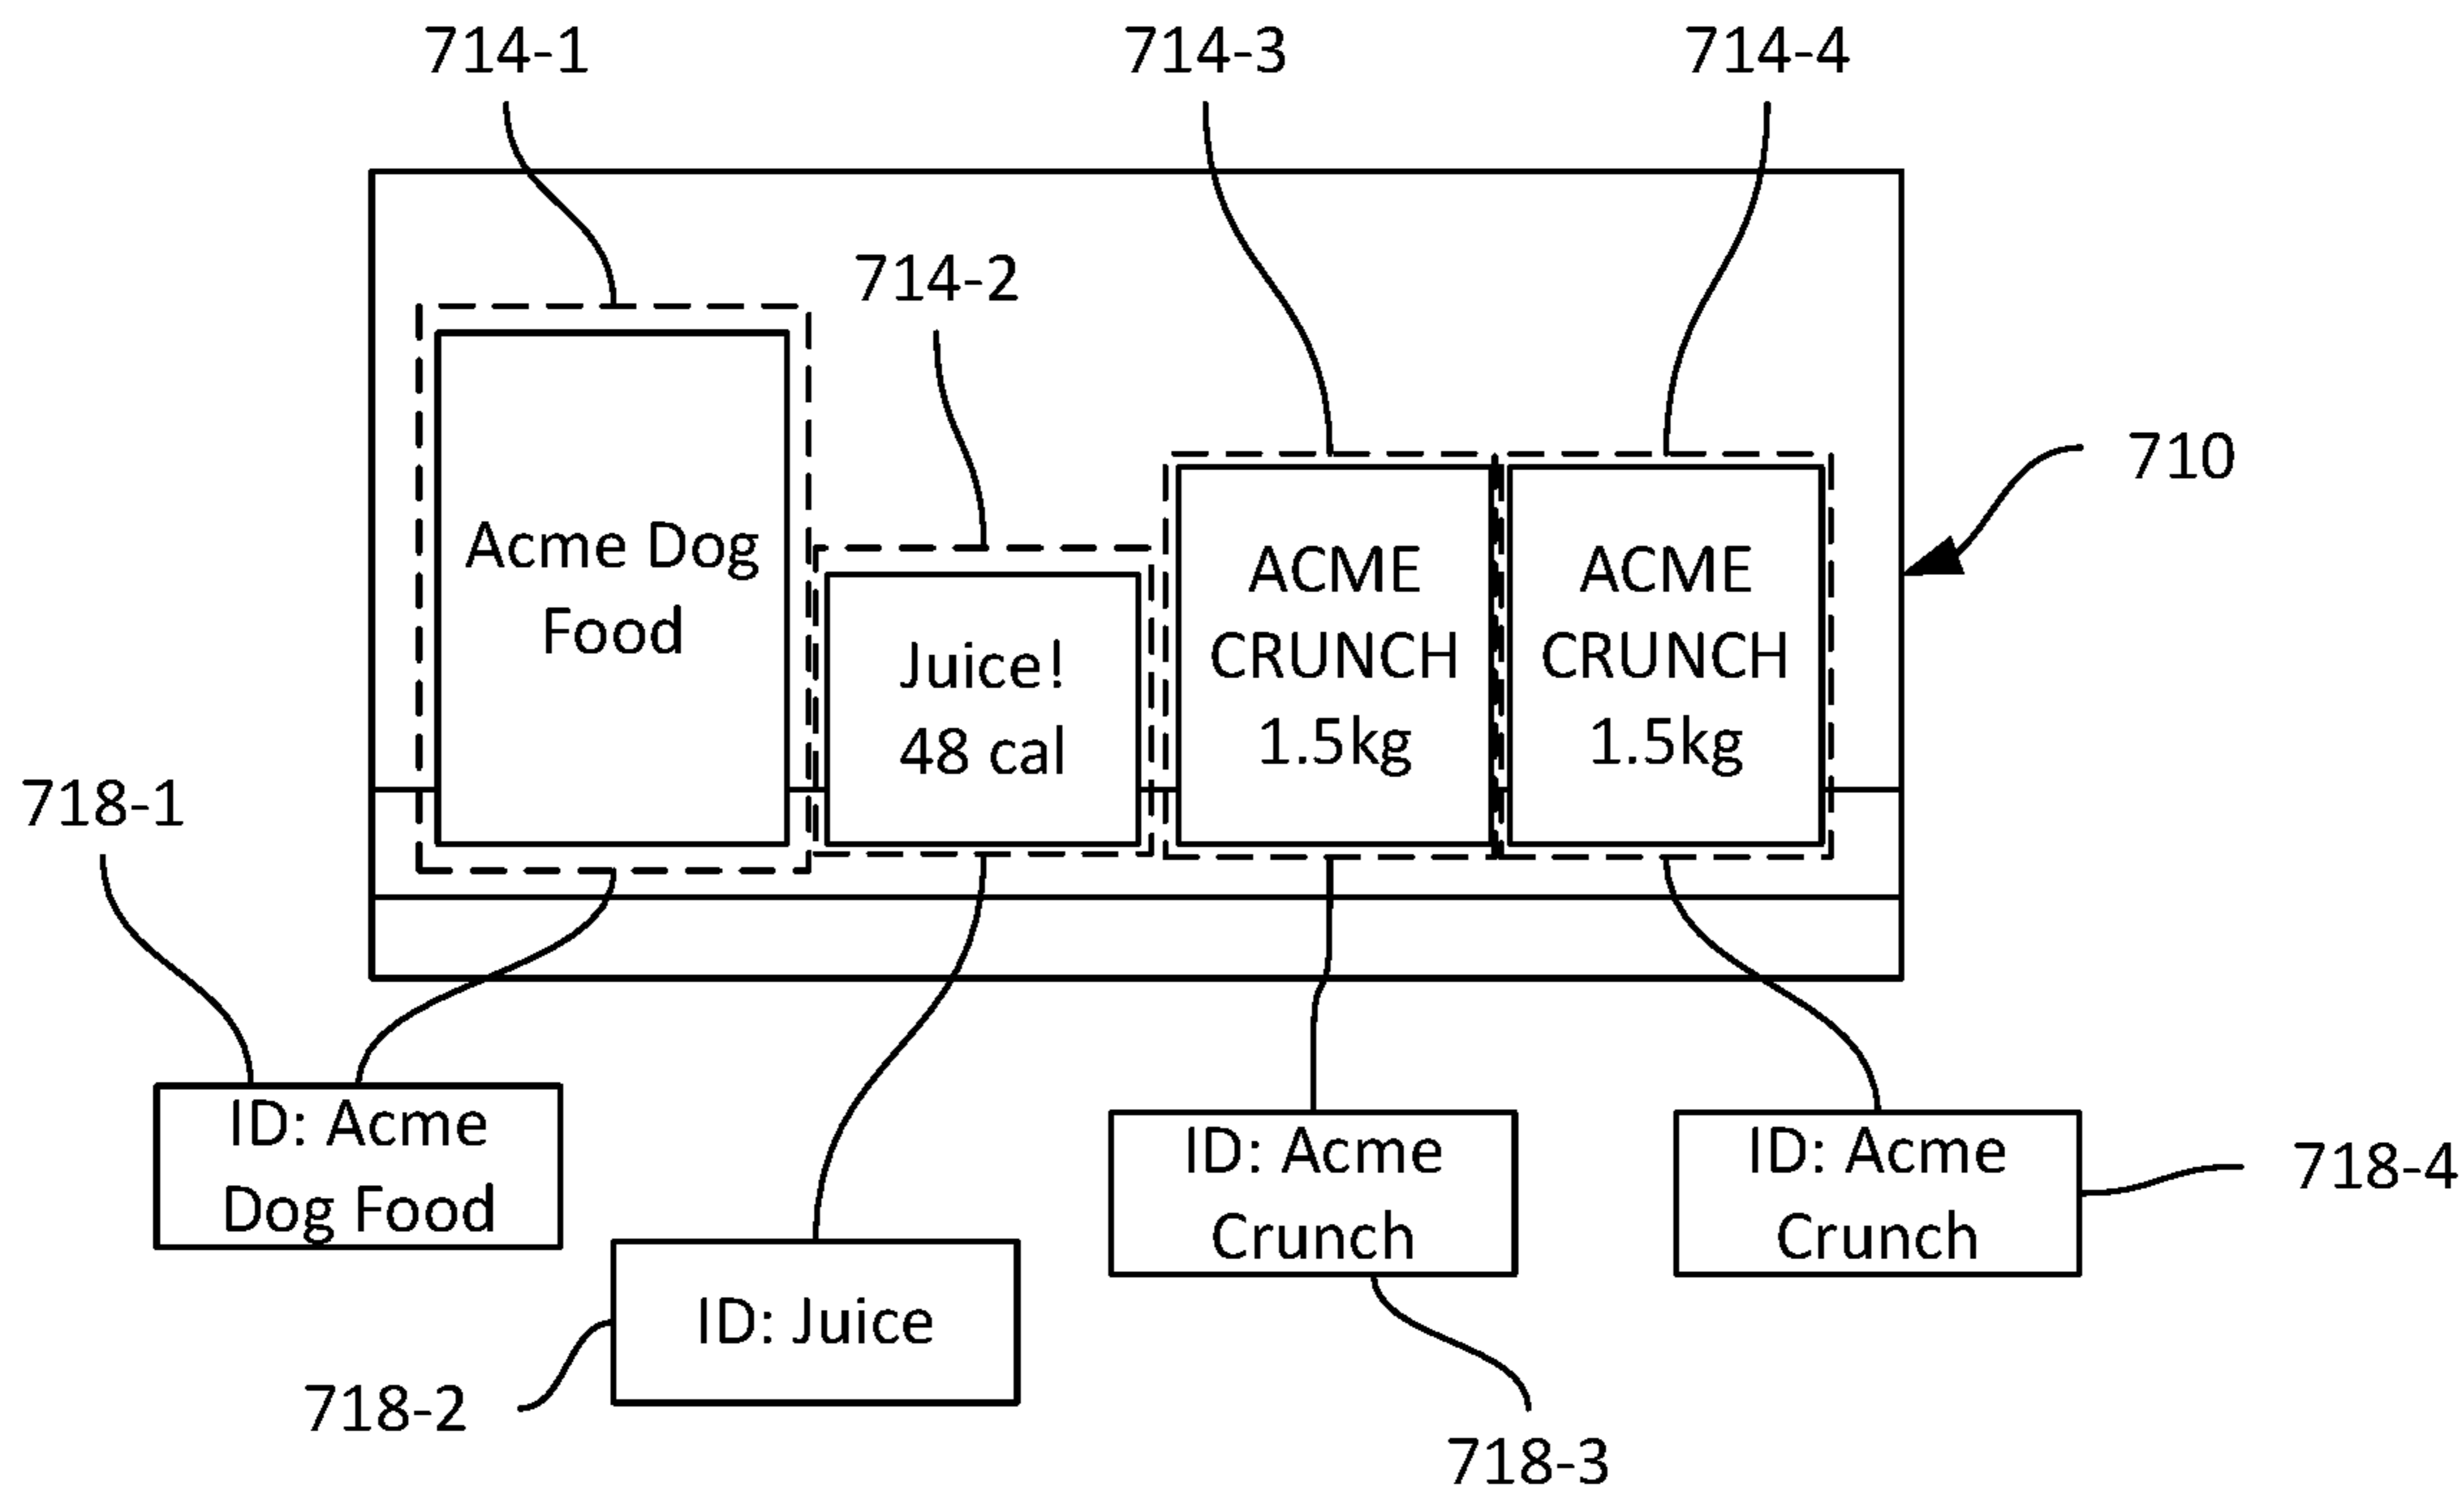 714-1
714-3
714-4
714-2
710
Acme Dog
Food
Juice!
48 cal
ACME
CRUNCH
1.5kg
ACME
CRUNCH
1.5kg
718-1
ID: Acme
Dog Food
ID: Juice
ID: Acme
Crunch
ID: Acme
Crunch
718-4
718-2
718-3